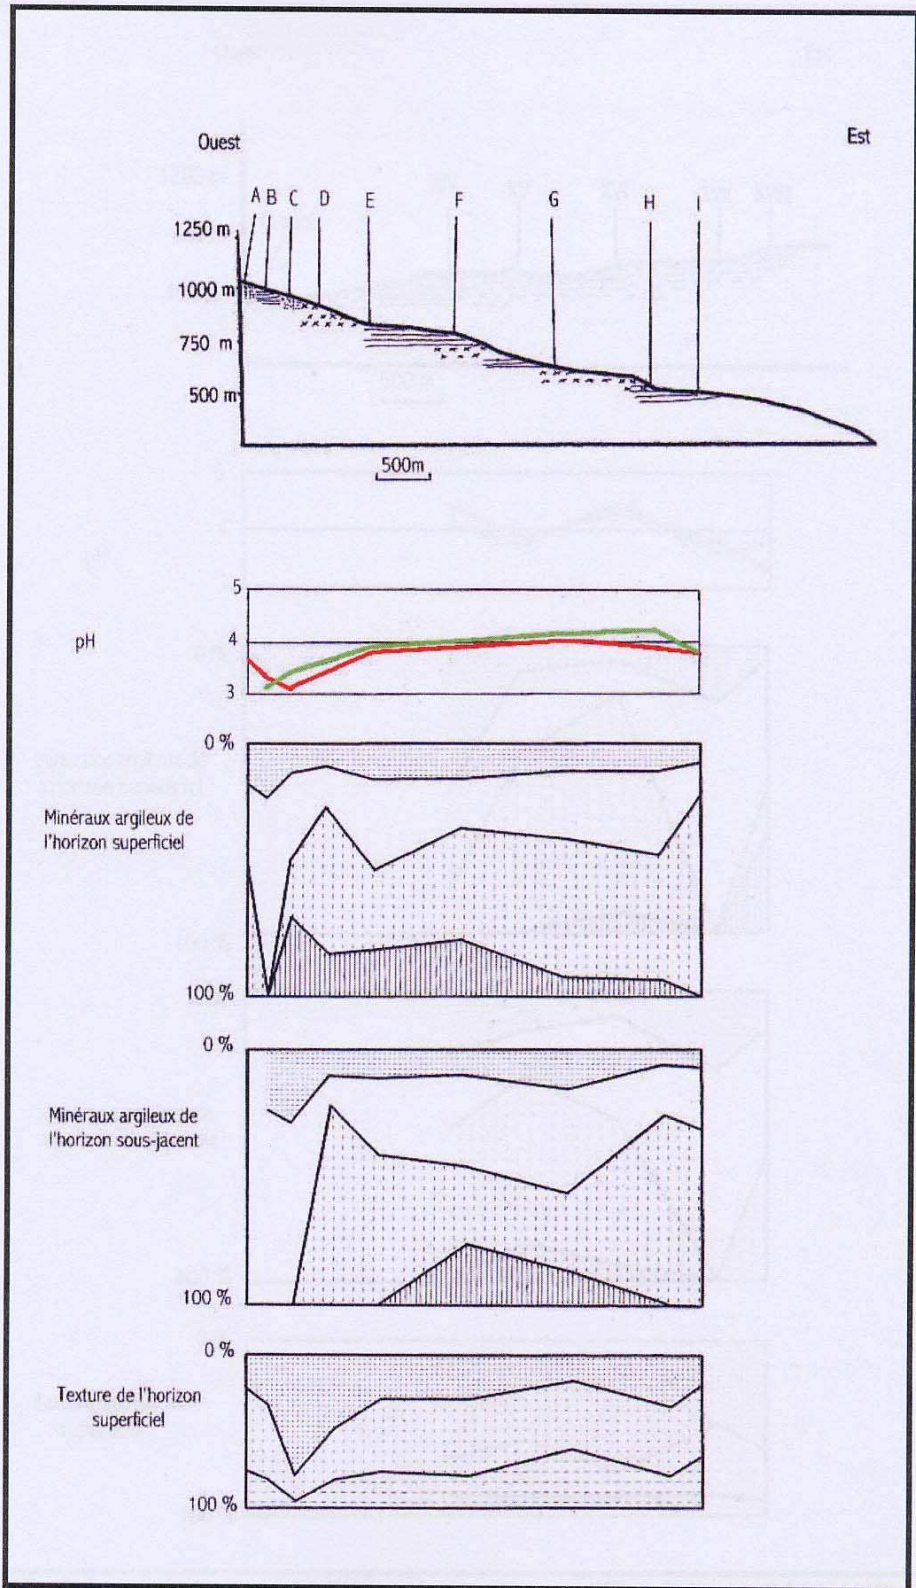 Ouest
Est
A B C D E F G H I
1250 m
1000 m
750 m
500 m
500m
pH
5
4
3
0 %
Minéraux argileux de
l'horizon superficiel
100 %
0 %
Minéraux argileux de
l'horizon sous-jacent
100 %
0 %
Texture de l'horizon
superficiel
100 %